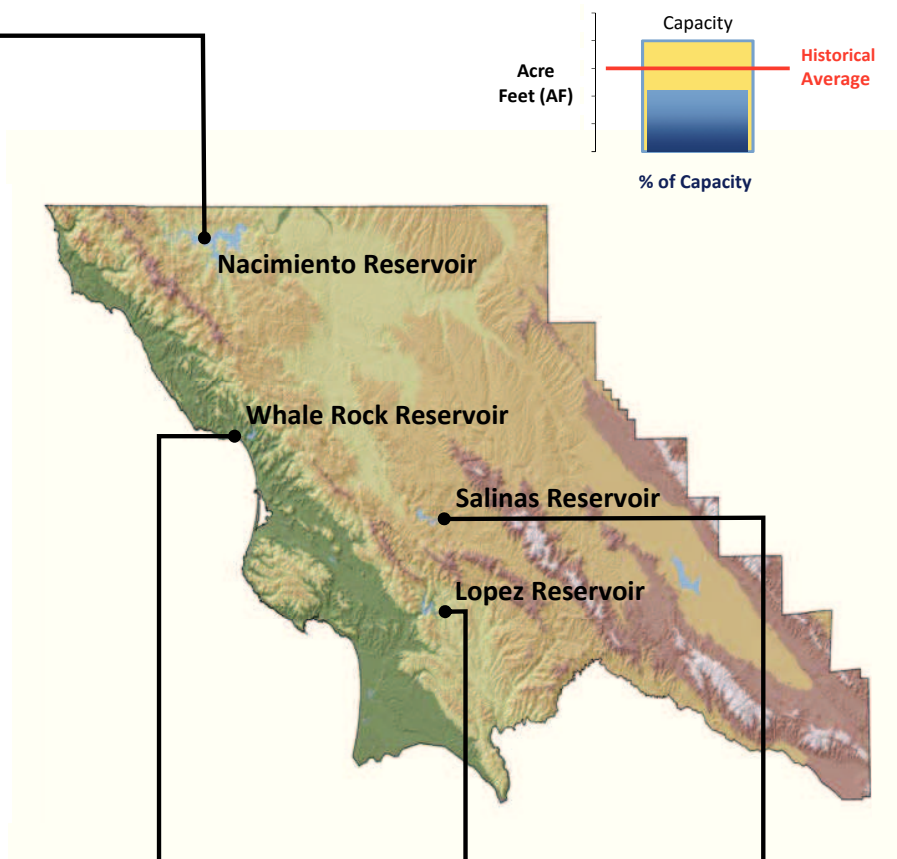 Capacity
Historical
Average
Acre
Feet (AF)
% of Capacity
Nacimiento Reservoir
Whale Rock Reservoir
Salinas Reservoir
Lopez Reservoir